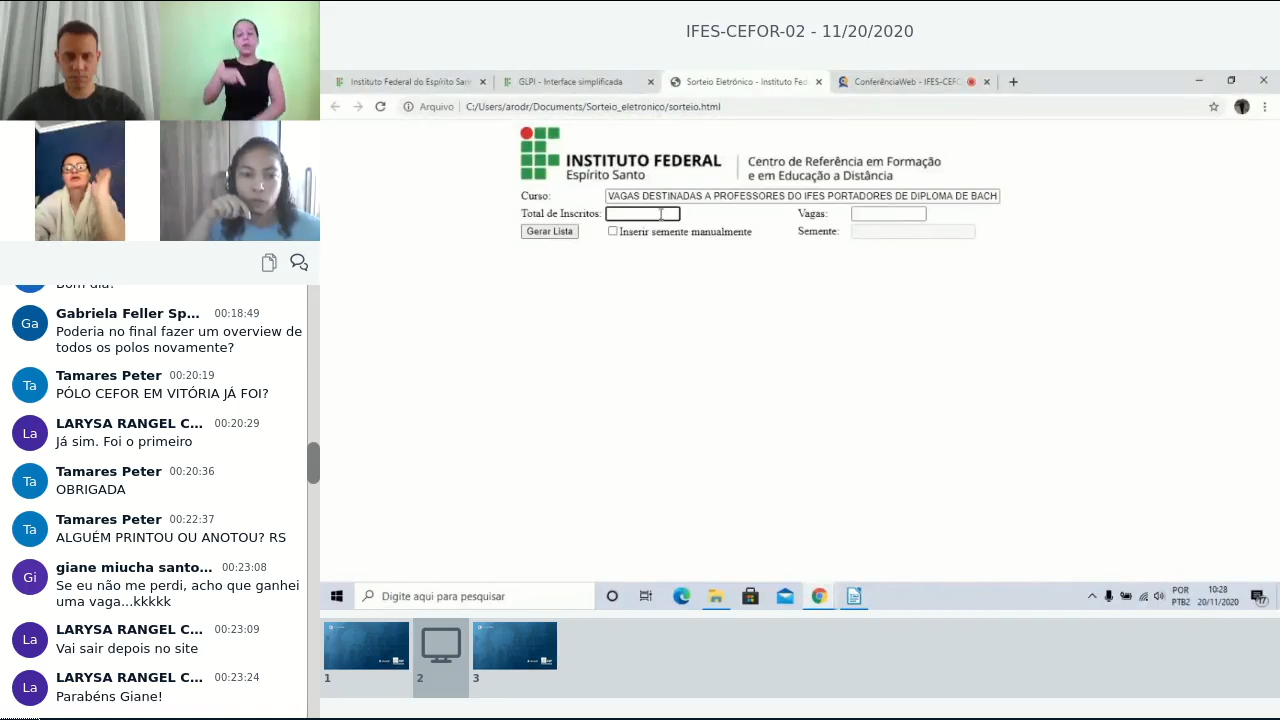 IFES-CEFOR-02 - 11/20/2020
Instituto Federal do Espírito San
GLPI - Interface simplificada
Sorteio Eletrônico - Instituto Fed
ConferênciaWeb - IFES-CEFO
Arquivo
C:/Users/arodr/Documents/Sorteio_eletronico/sorteio.html
INSTITUTO FEDERAL
Espírito Santo
Centro de Referência em Formação
e em Educação a Distância
Curso: VAGAS DESTINADAS A PROFESSORES DO IFES PORTADORES DE DIPLOMA DE BACH
Total de Inscritos: Vagas:
Gerar Lista Inserir semente manualmente Semente:
Bom dia!
Ga Gabriela Feller Sp... 00:18:49
Poderia no final fazer um overview de
todos os polos novamente?
Ta Tamares Peter 00:20:19
PÓLO CEFOR EM VITÓRIA JÁ FOI?
La LARYSA RANGEL C... 00:20:29
Já sim. Foi o primeiro
Ta Tamares Peter 00:20:36
OBRIGADA
Ta Tamares Peter 00:22:37
ALGUÉM PRINTOU OU ANOTOU? RS
Gi giane miucha santo... 00:23:08
Se eu não me perdi, acho que ganhei
uma vaga...kkkkk
La LARYSA RANGEL C... 00:23:09
Vai sair depois no site
La LARYSA RANGEL C... 00:23:24
Parabéns Giane!
Digite aqui para pesquisar
POR
PTB2
10:28
20/11/2020
1
2
3